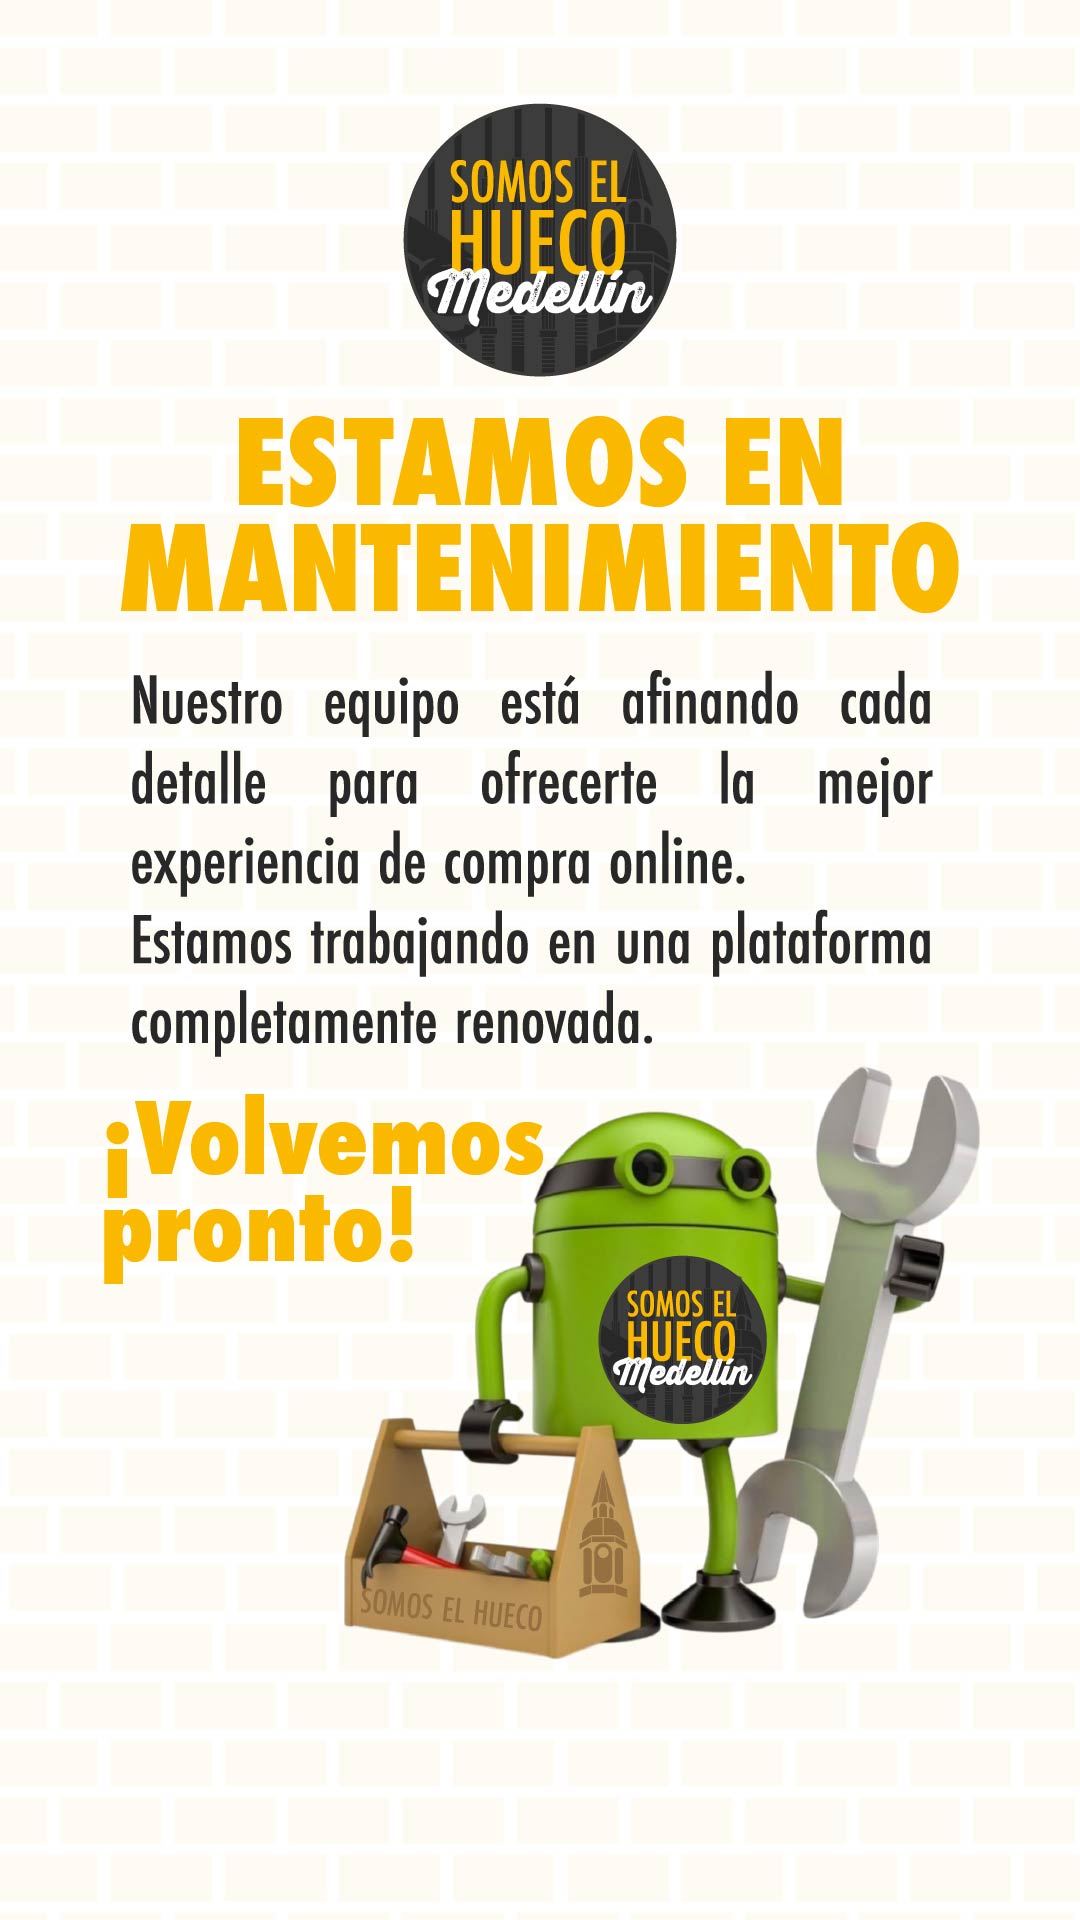 SOMOS EL
HUECO
Medellín
ESTAMOS EN
MANTENIMIENTO
Nuestro equipo está afinando cada
detalle para ofrecerte la mejor
experiencia de compra online.
Estamos trabajando en una plataforma
completamente renovada.
¡Volvemos
pronto!
SOMOS EL
HUECO
Medellín
SOMOS EL HUECO